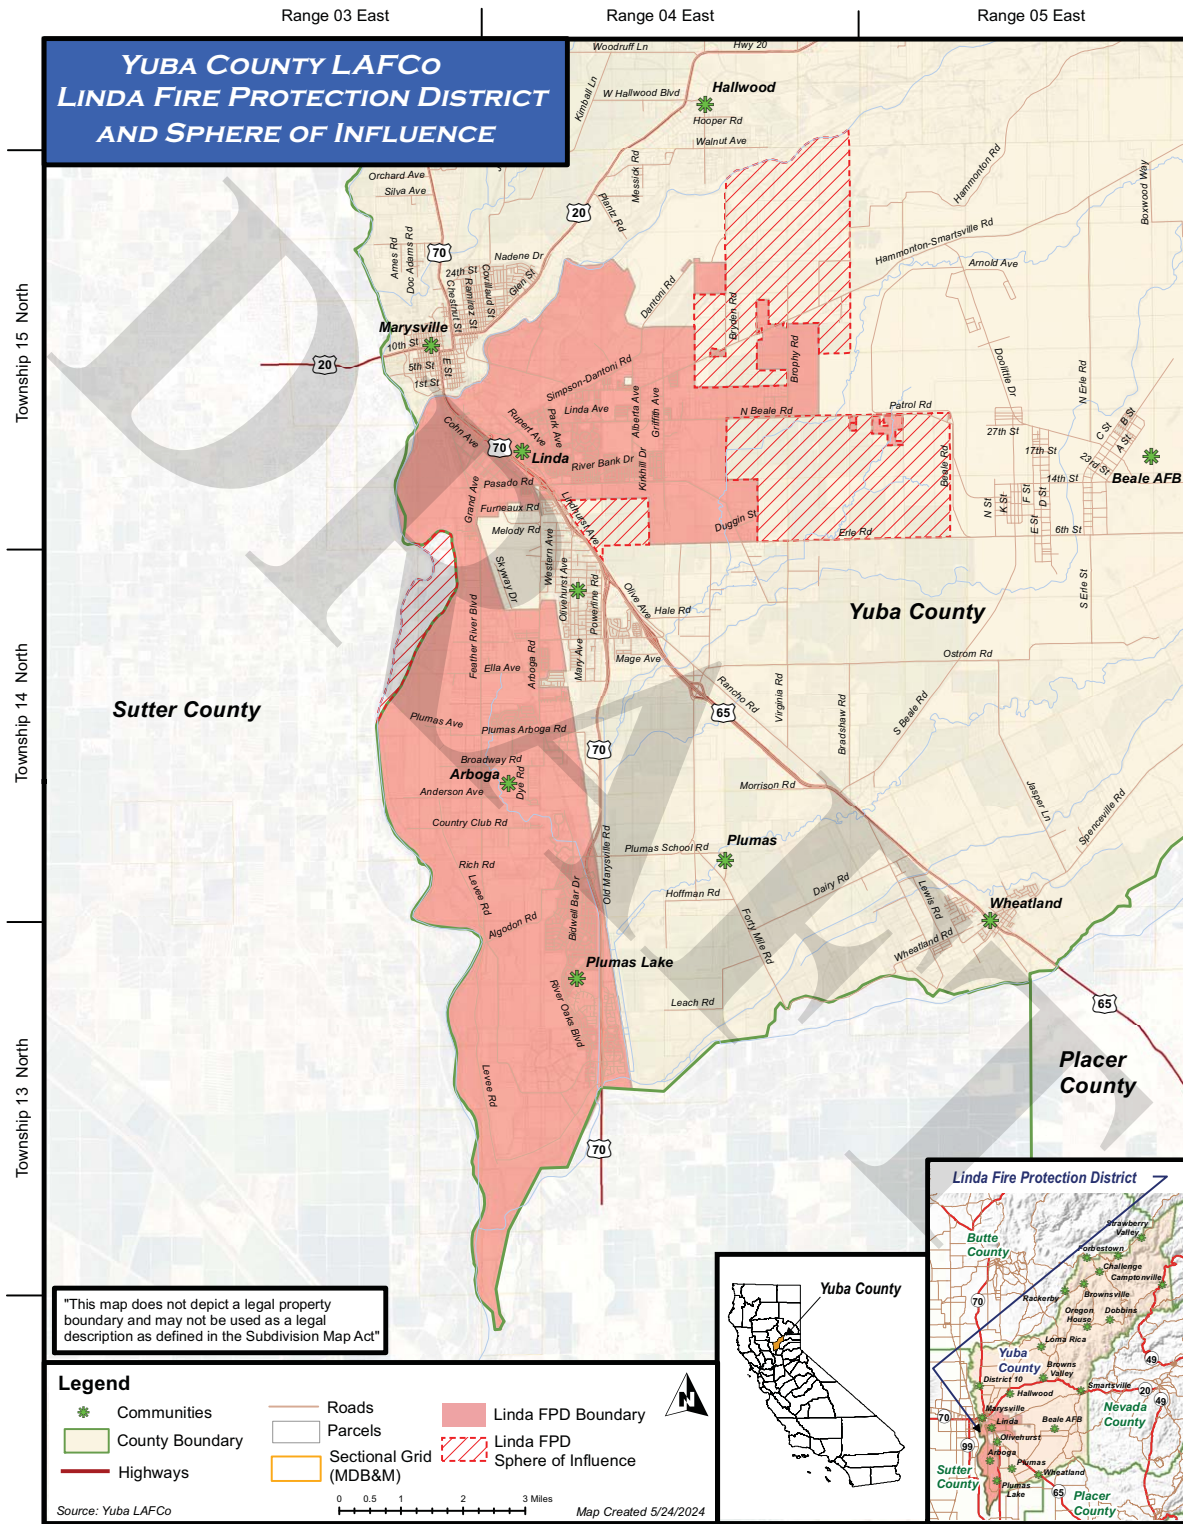 Range 03 East
Range 04 East
Range 05 East
YUBA COUNTY LAFCO
LINDA FIRE PROTECTION DISTRICT
AND SPHERE OF INFLUENCE
Township 15 North
Township 14 North
Township 13 North
DRAFT
Woodruff Ln
Hwy 20
Kimball Ln
W Hallwood Blvd
Hallwood
Hooper Rd
Walnut Ave
Messick Rd
Plantz Rd
Orchard Ave
Silva Ave
20
Hammonton Rd
Boxwood Way
Ames Rd
Doc Adams Rd
70
Nadene Dr
24th St
Covillaud St
Ramirez St
Chestnut St
Glen St
Hammonton-Smartsville Rd
Arnold Ave
Dantoni Rd
Bryden Rd
Marysville
10th St
5th St
1st St
E St
20
Brophy Rd
Doolittle Dr
N Erle Rd
Simpson-Dantoni Rd
Linda Ave
Alberta Ave
Griffith Ave
N Beale Rd
Patrol Rd
Cohn Ave
Rupert Ave
Park Ave
70
Linda
River Bank Dr
Kirkhill Dr
Beale Rd
27th St
17th St
C St
B St
A St
23rd St
14th St
Beale AFB
Grand Ave
Pasado Rd
Furneaux Rd
Melody Rd
Lindhurst Ave
Duggin St
Erle Rd
N St
K St
F St
D St
E St
6th St
Skyway Dr
Western Ave
Olivehurst Ave
Powerline Rd
Olive Ave
Hale Rd
Yuba County
S Erle St
Feather River Blvd
Ella Ave
Arboga Rd
Mary Ave
Mage Ave
Ostrom Rd
Rancho Rd
Virginia Rd
65
Bradshaw Rd
S Beale Rd
Sutter County
Plumas Ave
Plumas Arboga Rd
70
Broadway Rd
Arboga
Dye Rd
Anderson Ave
Morrison Rd
Jasper Ln
Spenceville Rd
Country Club Rd
Old Marysville Rd
Plumas School Rd
Plumas
Rich Rd
Levee Rd
Bidwell Bar Dr
Hoffman Rd
Dairy Rd
Lewis Rd
Wheatland
Algodon Rd
Forty Mile Rd
Wheatland Rd
Plumas Lake
River Oaks Blvd
Leach Rd
65
Levee Rd
Placer
County
70
"This map does not depict a legal property
boundary and may not be used as a legal
description as defined in the Subdivision Map Act"
Legend
Communities
County Boundary
Highways
Roads
Parcels
Sectional Grid
(MDB&M)
Linda FPD Boundary
Linda FPD
Sphere of Influence
N
Source: Yuba LAFCo
0 0.5 1 2 3 Miles
Map Created 5/24/2024
Yuba County
Linda Fire Protection District
Strawberry
Valley
Butte
County
Forbestown
Challenge
Camptonville
Rackerby
Brownsville
70
Oregon
House
Dobbins
Loma Rica
Yuba
County
49
Browns
Valley
District 10
Hallwood
Smartsville
20
49
Marysville
70
Linda
Beale AFB
Nevada
County
Olivehurst
99
Arboga
Plumas
Sutter
County
Wheatland
Plumas
Lake
65
Placer
County